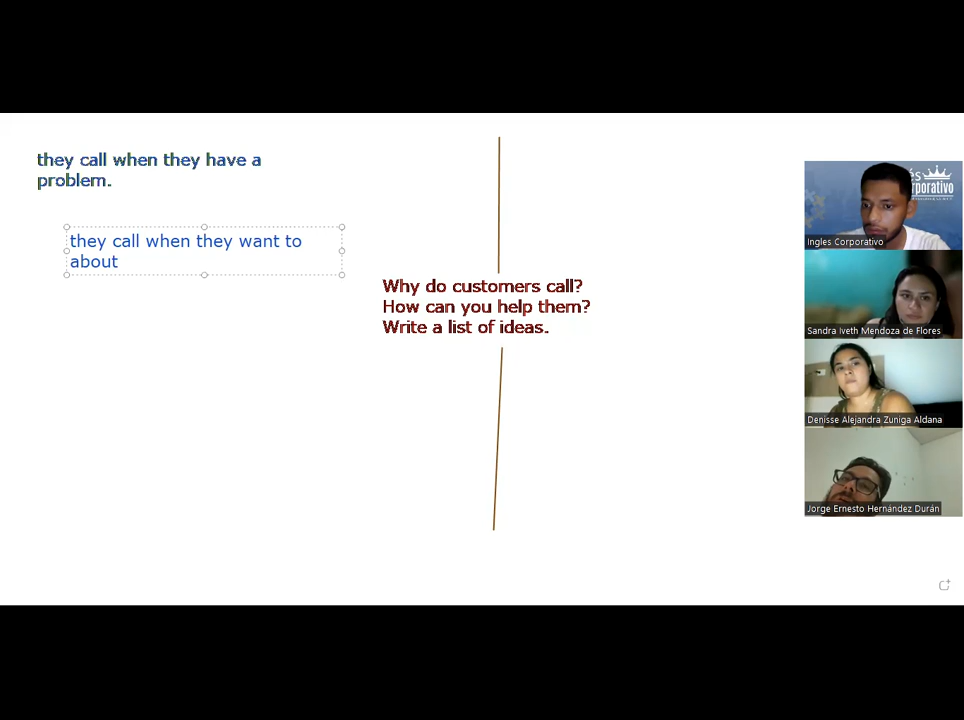 they call when they have a
problem.
they call when they want to
about
Why do customers call?
How can you help them?
Write a list of ideas.
és
rporativo
Ingles Corporativo
Sandra Iveth Mendoza de Flores
Denisse Alejandra Zuniga Aldana
Jorge Ernesto Hernández Durán